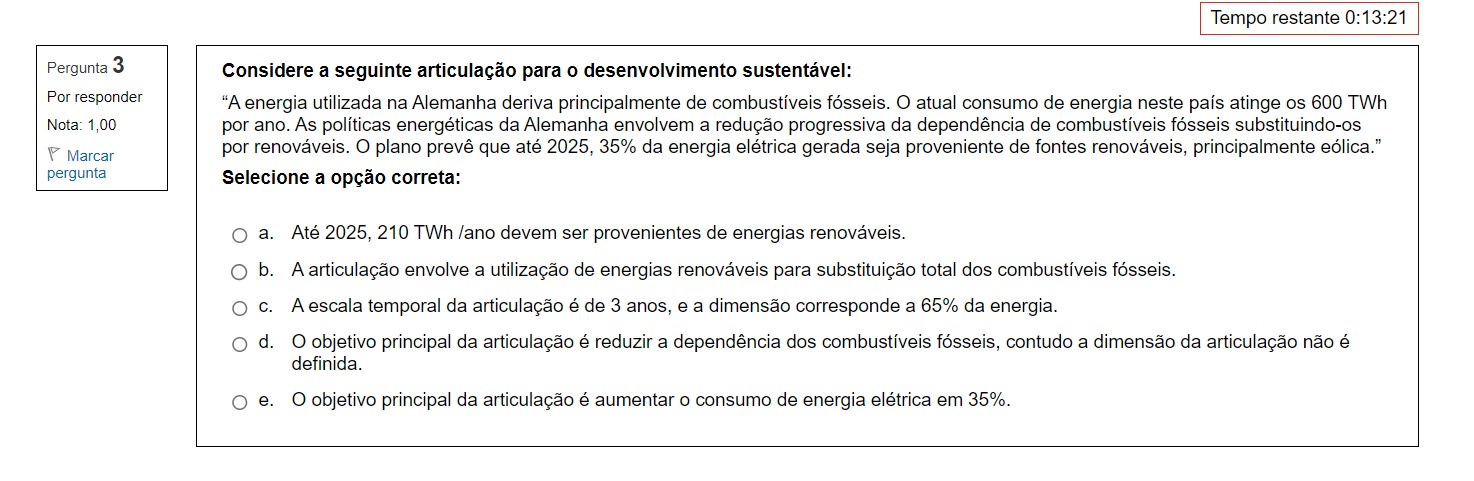 Tempo restante 0:13:21
Pergunta 3
Por responder
Nota: 1,00
Marcar
pergunta
Considere a seguinte articulação para o desenvolvimento sustentável:
“A energia utilizada na Alemanha deriva principalmente de combustíveis fósseis. O atual consumo de energia neste país atinge os 600 TWh
por ano. As políticas energéticas da Alemanha envolvem a redução progressiva da dependência de combustíveis fósseis substituindo-os
por renováveis. O plano prevê que até 2025, 35% da energia elétrica gerada seja proveniente de fontes renováveis, principalmente eólica.”
Selecione a opção correta:
a. Até 2025, 210 TWh /ano devem ser provenientes de energias renováveis.
b. A articulação envolve a utilização de energias renováveis para substituição total dos combustíveis fósseis.
c. A escala temporal da articulação é de 3 anos, e a dimensão corresponde a 65% da energia.
d. O objetivo principal da articulação é reduzir a dependência dos combustíveis fósseis, contudo a dimensão da articulação não é
definida.
e. O objetivo principal da articulação é aumentar o consumo de energia elétrica em 35%.